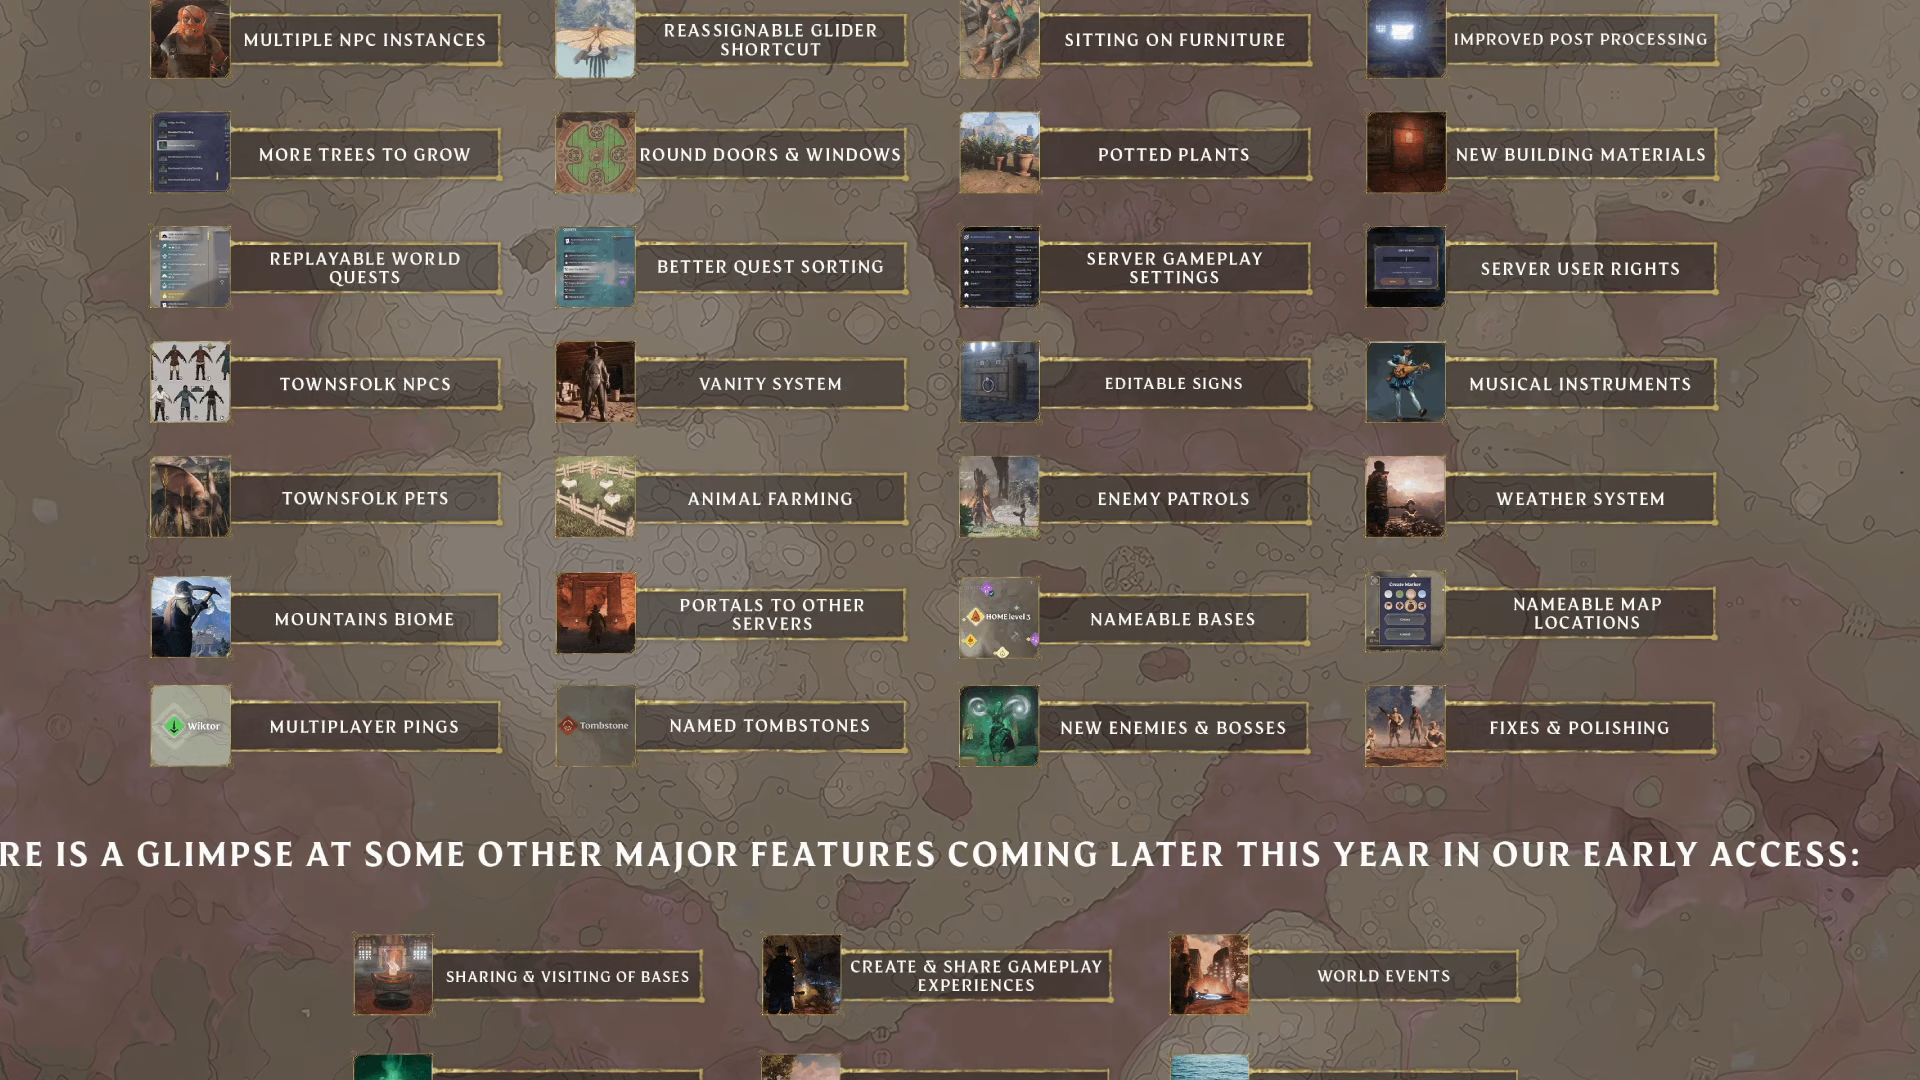 MULTIPLE NPC INSTANCES
REASSIGNABLE GLIDER
SHORTCUT
SITTING ON FURNITURE
IMPROVED POST PROCESSING
MORE TREES TO GROW
ROUND DOORS & WINDOWS
POTTED PLANTS
NEW BUILDING MATERIALS
REPLAYABLE WORLD
QUESTS
BETTER QUEST SORTING
SERVER GAMEPLAY
SETTINGS
SERVER USER RIGHTS
TOWNSFOLK NPCS
VANITY SYSTEM
EDITABLE SIGNS
MUSICAL INSTRUMENTS
TOWNSFOLK PETS
ANIMAL FARMING
ENEMY PATROLS
WEATHER SYSTEM
MOUNTAINS BIOME
PORTALS TO OTHER
SERVERS
HOME level 3
NAMEABLE BASES
Create Marker
NAMEABLE MAP
LOCATIONS
Wiktor
MULTIPLAYER PINGS
Tombstone
NAMED TOMBSTONES
NEW ENEMIES & BOSSES
FIXES & POLISHING
RE IS A GLIMPSE AT SOME OTHER MAJOR FEATURES COMING LATER THIS YEAR IN OUR EARLY ACCESS:
SHARING & VISITING OF BASES
CREATE & SHARE GAMEPLAY
EXPERIENCES
WORLD EVENTS